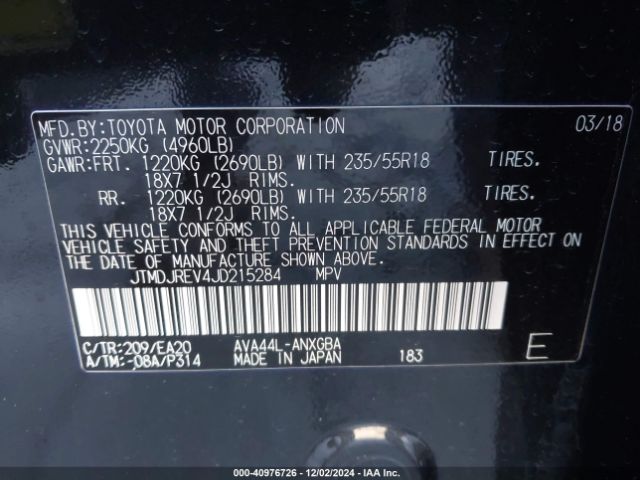 MFD.BY:TOYOTA MOTOR CORPORATION 03/18
GVWR:2250KG (4960LB)
GAWR:FRT. 1220KG (2690LB) WITH 235/55R18 TIRES.
18X7 1/2J RIMS.
RR. 1220KG (2690LB) WITH 235/55R18 TIRES.
18X7 1/2J RIMS.
THIS VEHICLE CONFORMS TO ALL APPLICABLE FEDERAL MOTOR
VEHICLE SAFETY AND THEFT PREVENTION STANDARDS IN EFFECT ON
THE DATE OF MANUFACTURE SHOWN ABOVE.
JTMDJREV4JD215284 MPV
C/TR:209/EA20 AVA44L-ANXGBA
A/TM:-08A/P314 MADE IN JAPAN 183 E
000-40976726 - 12/02/2024 - IAA Inc.